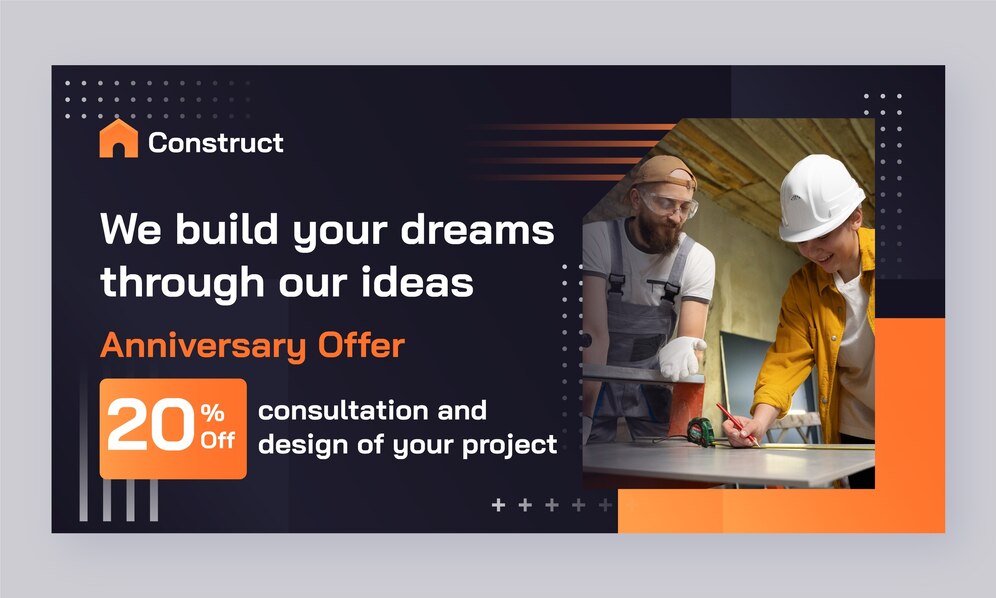 Construct
We build your dreams
through our ideas
Anniversary Offer
20% Off
consultation and
design of your project